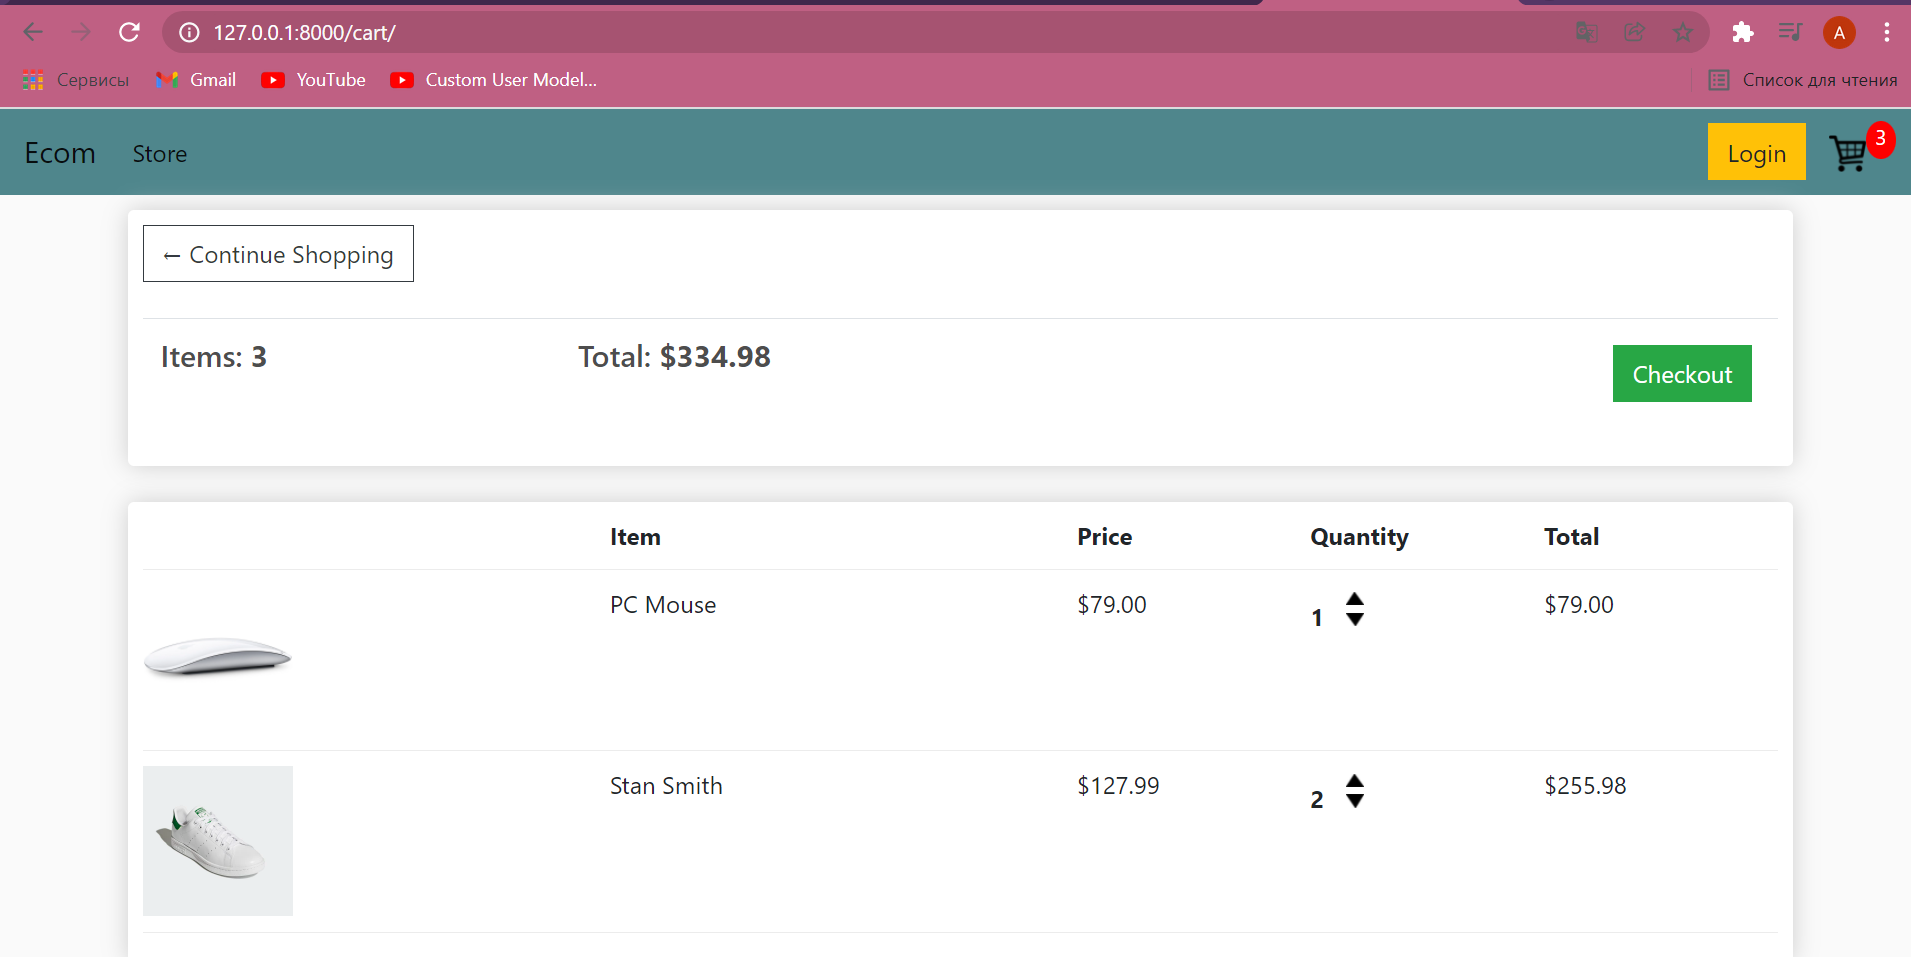 127.0.0.1:8000/cart/
A
Сервисы Gmail YouTube Custom User Model... Список для чтения
Ecom Store Login 3
← Continue Shopping
Items: 3 Total: $334.98 Checkout
Item Price Quantity Total
PC Mouse $79.00 1 $79.00
Stan Smith $127.99 2 $255.98